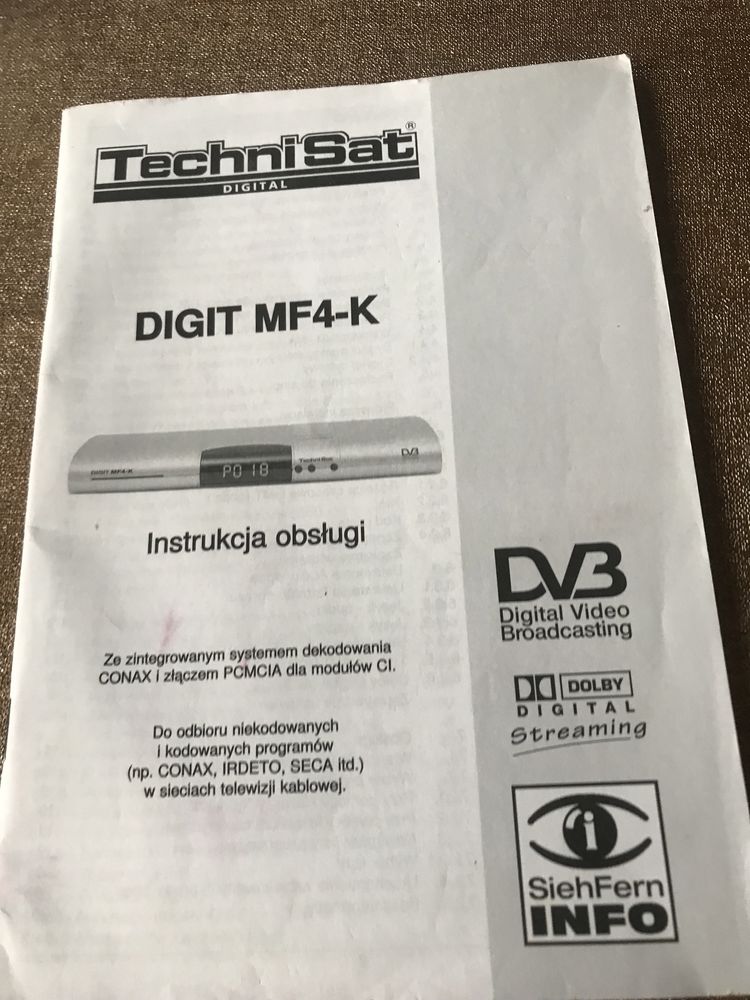 TechniSat®
DIGITAL
DIGIT MF4-K
DIGIT MF4-K
P0 18
TechniSat
DVB
Instrukcja obsługi
Ze zintegrowanym systemem dekodowania
CONAX i złączem PCMCIA dla modułów CI.
Do odbioru niekodowanych
i kodowanych programów
(np. CONAX, IRDETO, SECA itd.)
w sieciach telewizji kablowej.
DVB
Digital Video
Broadcasting
DOLBY
DIGITAL
Streaming
i
SiehFern
INFO